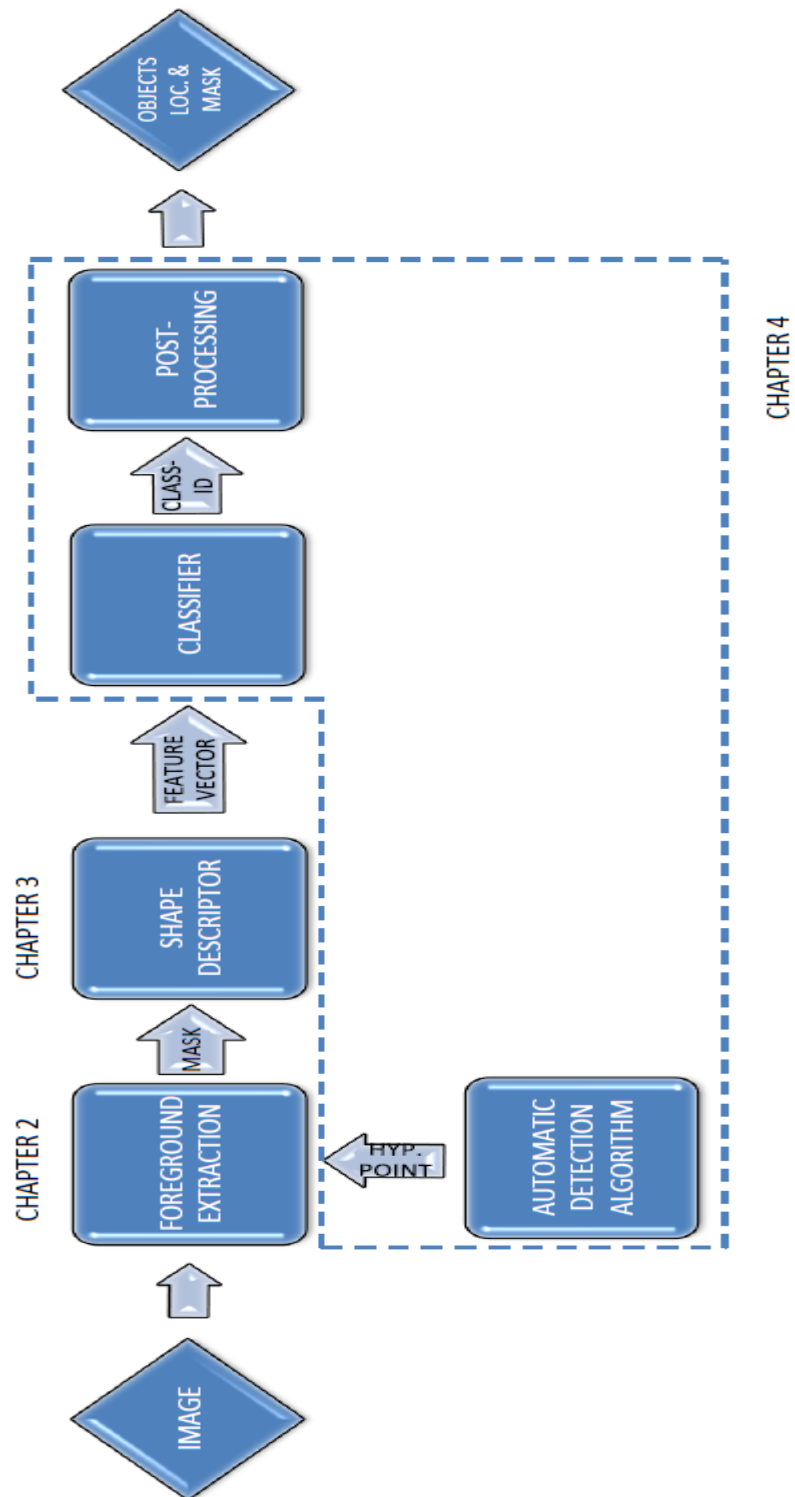 CHAPTER 2
CHAPTER 3
IMAGE
FOREGROUND
EXTRACTION
MASK
SHAPE
DESCRIPTOR
FEATURE
VECTOR
CLASSIFIER
CLASS-
ID
POST-
PROCESSING
OBJECTS
LOC. &
MASK
HYP.
POINT
AUTOMATIC
DETECTION
ALGORITHM
CHAPTER 4